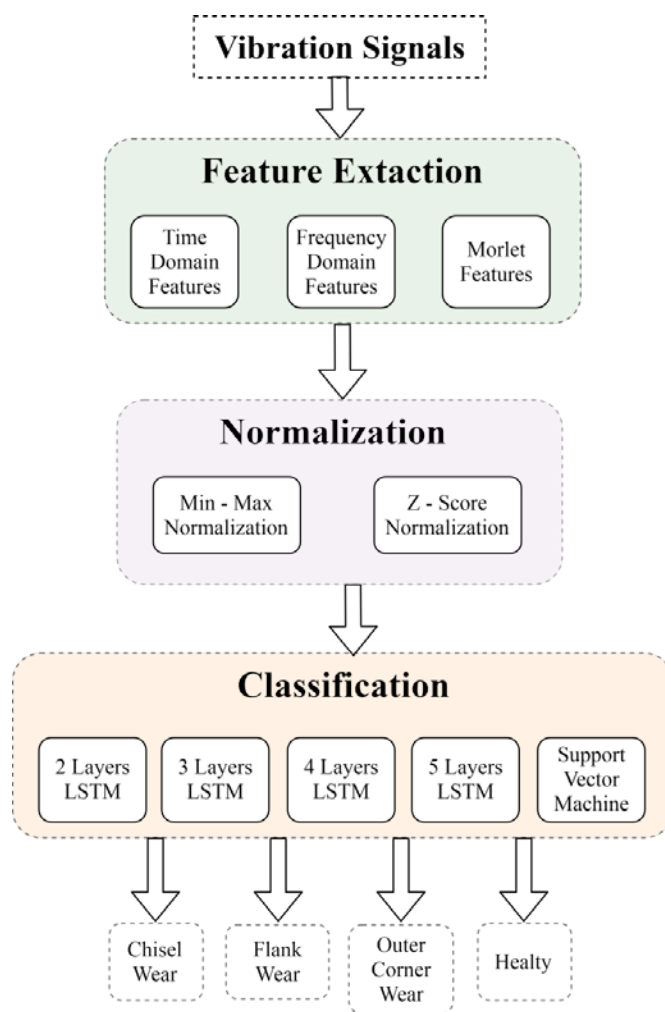 Vibration Signals
Feature Extaction
Time
Domain
Features
Frequency
Domain
Features
Morlet
Features
Normalization
Min - Max
Normalization
Z - Score
Normalization
Classification
2 Layers
LSTM
3 Layers
LSTM
4 Layers
LSTM
5 Layers
LSTM
Support
Vector
Machine
Chisel
Wear
Flank
Wear
Outer
Corner
Wear
Healty